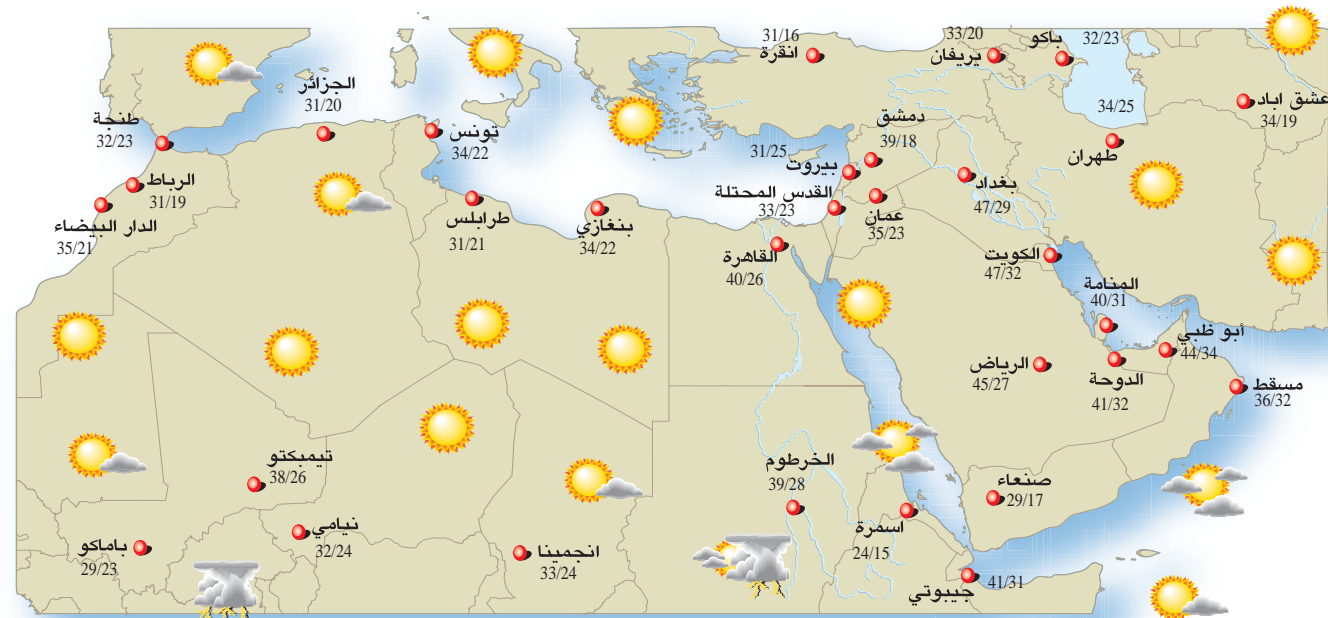 31/16
انقرة
33/20
يريفان
باكو
32/23
عشق اباد
34/19
34/25
طهران
الجزائر
31/20
طنجة
32/23
تونس
34/22
دمشق
39/18
31/25
بيروت
بغداد
47/29
الرباط
31/19
القدس المحتلة
33/23
عمان
35/23
الدار البيضاء
35/21
طرابلس
31/21
بنغازي
34/22
القاهرة
40/26
الكويت
47/32
المنامة
40/31
أبو ظبي
44/34
الرياض
45/27
الدوحة
41/32
مسقط
36/32
تيمبكتو
38/26
الخرطوم
39/28
صنعاء
29/17
اسمرة
24/15
نيامي
32/24
باماكو
29/23
انجمينا
33/24
41/31
جيبوتي